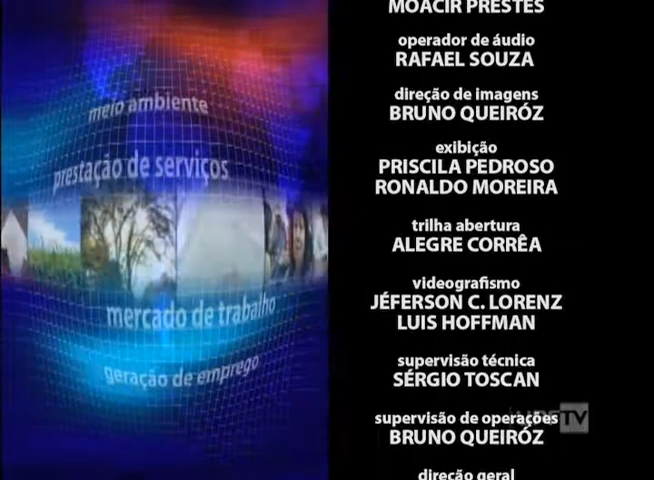 meio ambiente
prestação de serviços
mercado de trabalho
geração de emprego
MOACIR PRESTES
operador de áudio
RAFAEL SOUZA
direção de imagens
BRUNO QUEIRÓZ
exibição
PRISCILA PEDROSO
RONALDO MOREIRA
trilha abertura
ALEGRE CORRÊA
videografismo
JÉFERSON C. LORENZ
LUIS HOFFMAN
supervisão técnica
SÉRGIO TOSCAN
supervisão de operações
BRUNO QUEIRÓZ
UPFTV
direção geral